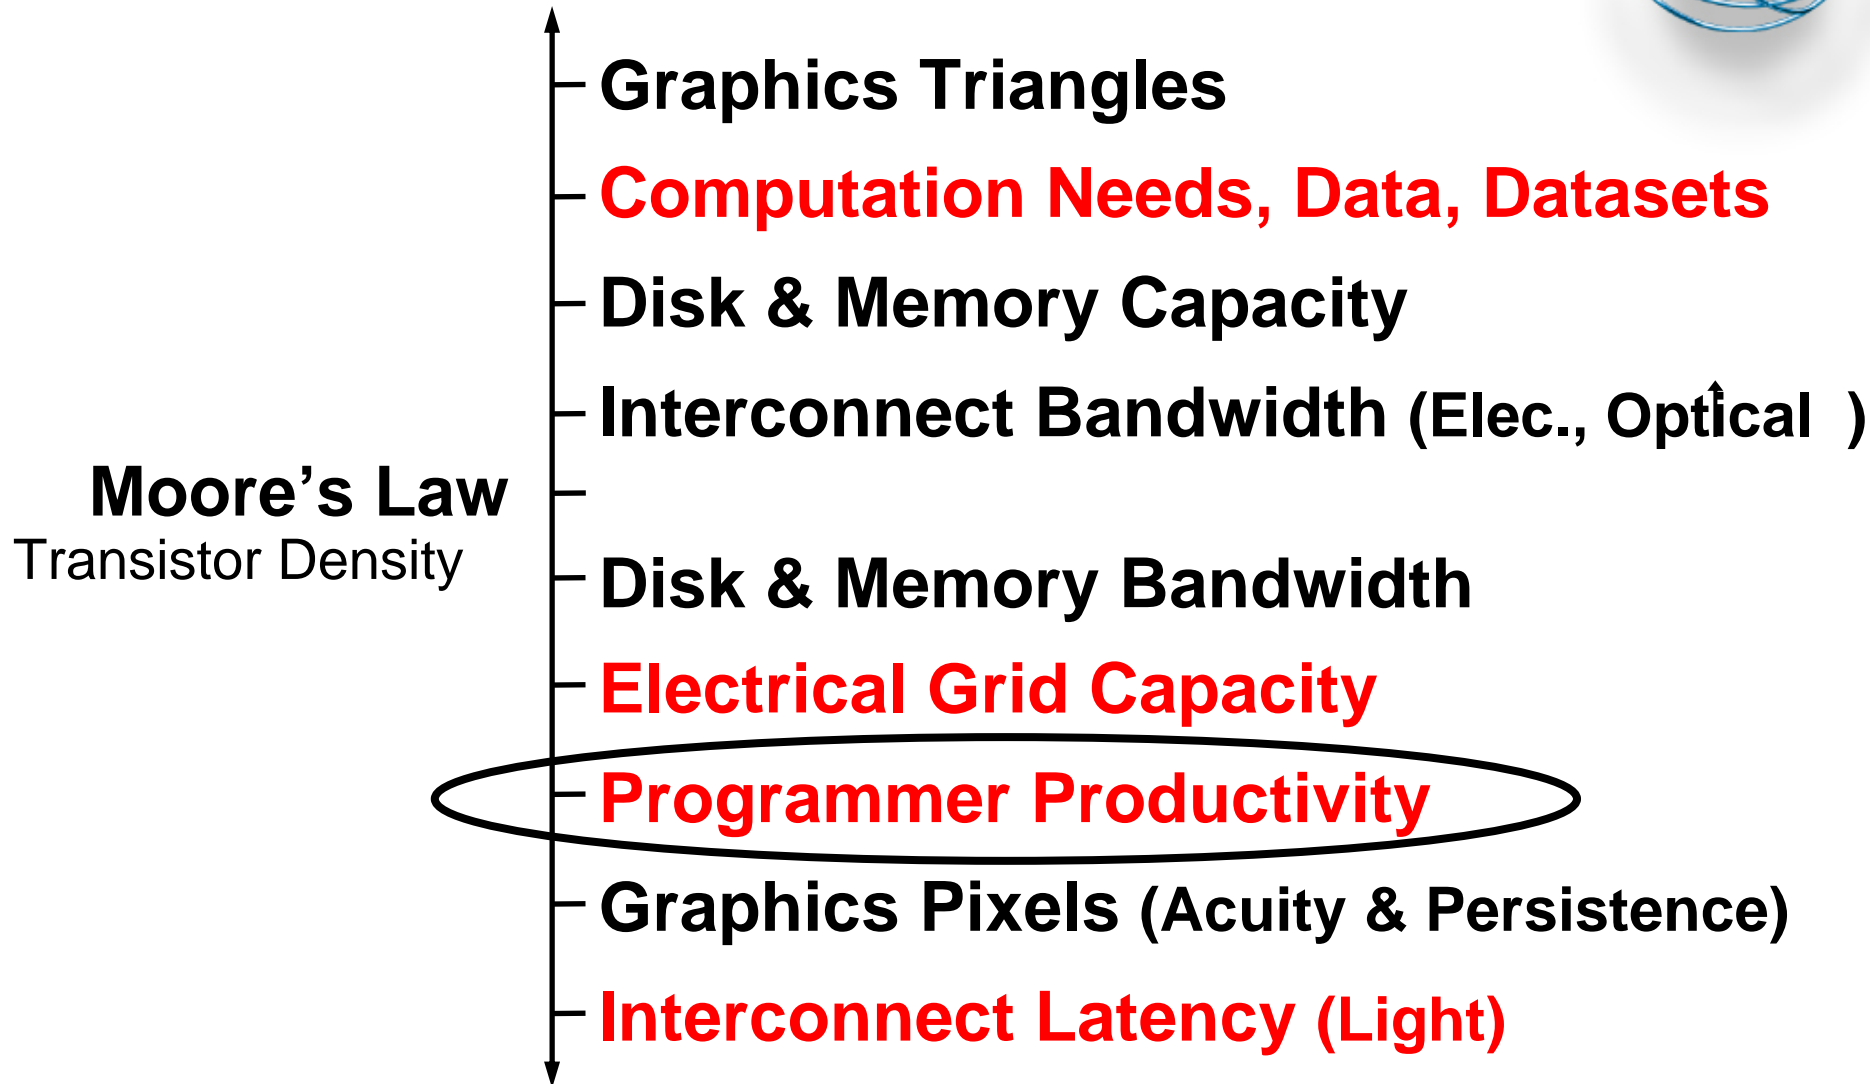 Graphics Triangles
Computation Needs, Data, Datasets
Disk & Memory Capacity
Interconnect Bandwidth (Elec., Optical )
Moore’s Law
Transistor Density
Disk & Memory Bandwidth
Electrical Grid Capacity
Programmer Productivity
Graphics Pixels (Acuity & Persistence)
Interconnect Latency (Light)